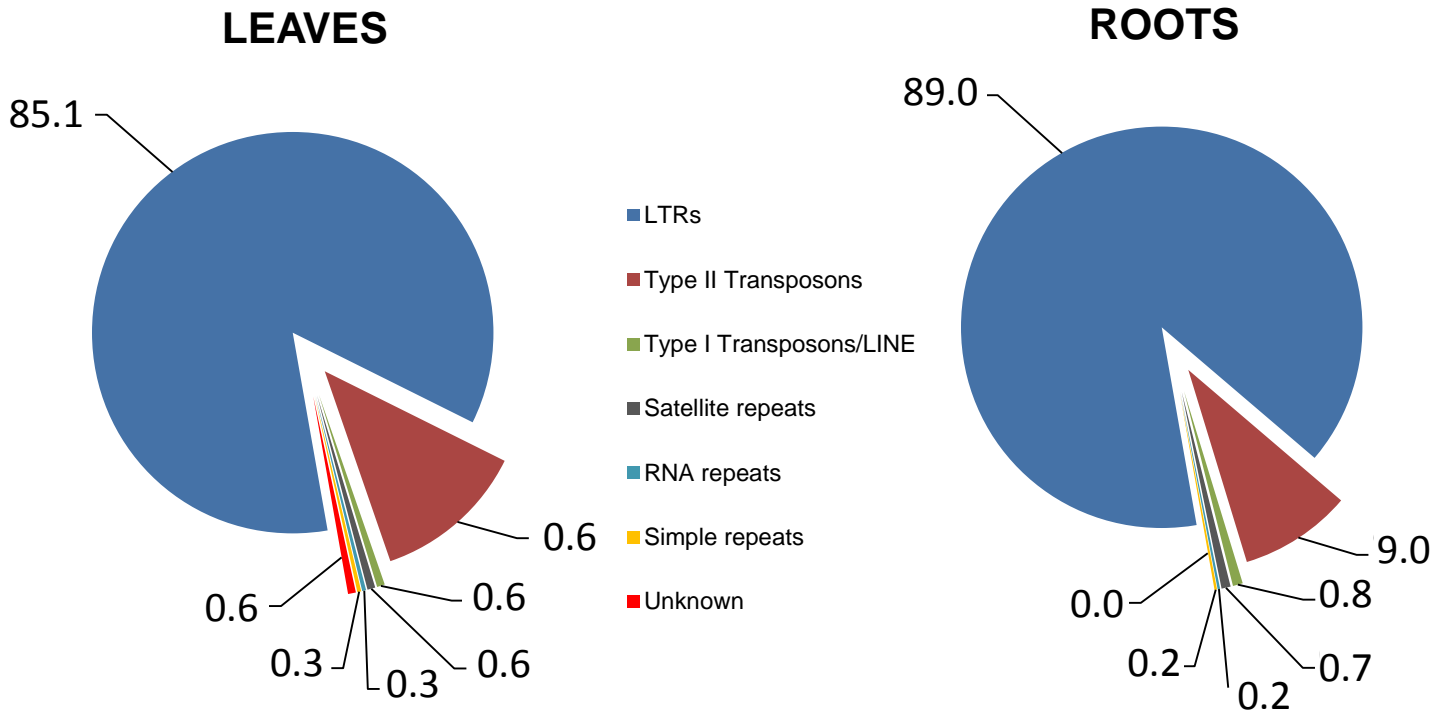 LEAVES
85.1
0.6
0.6
0.6
0.3
0.3
0.6
LTRs
Type II Transposons
Type I Transposons/LINE
Satellite repeats
RNA repeats
Simple repeats
Unknown
ROOTS
89.0
9.0
0.8
0.7
0.2
0.2
0.0